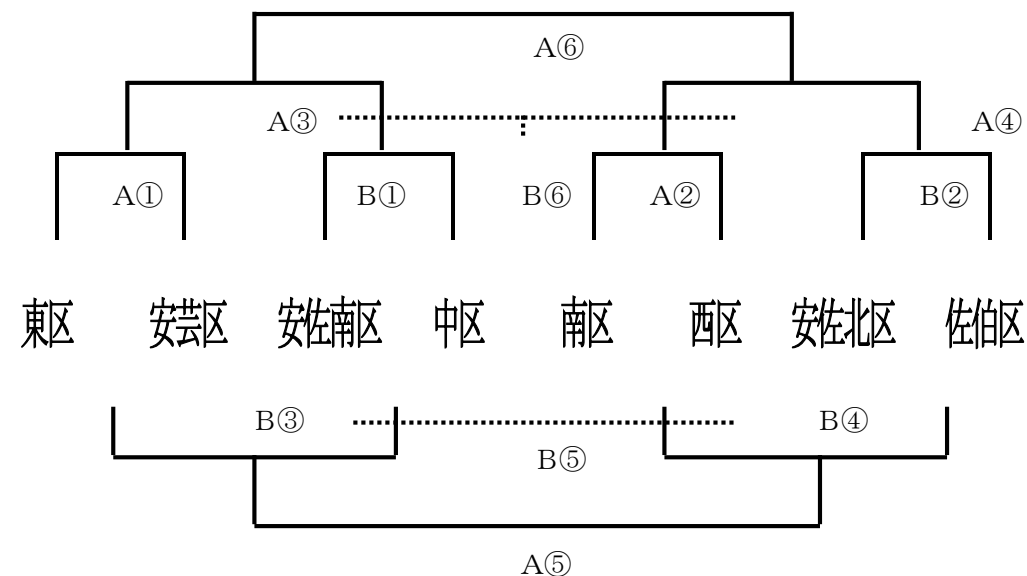 A⑥
A③ A④
A① B① B⑥ A② B②
東区 安芸区 安佐南区 中区 南区 西区 安佐北区 佐伯区
B③ B④
B⑤
A⑤